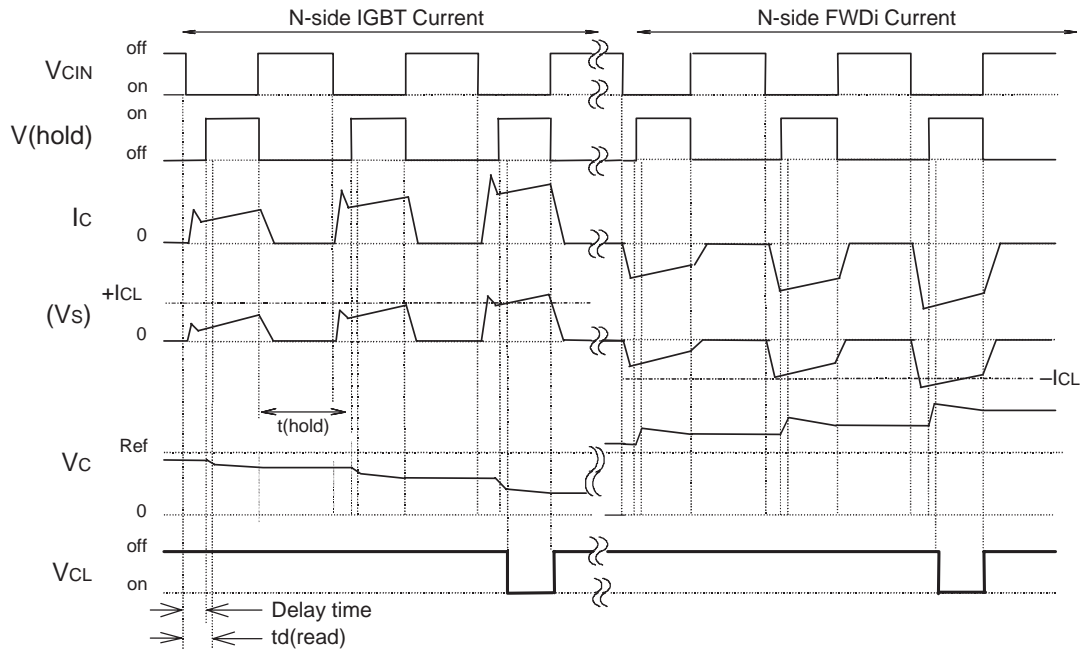 N-side IGBT Current
N-side FWDi Current
off
VCIN
on
on
V(hold)
off
IC
0
+ICL
(VS)
0
–ICL
t(hold)
Ref
VC
0
off
VCL
on
Delay time
td(read)